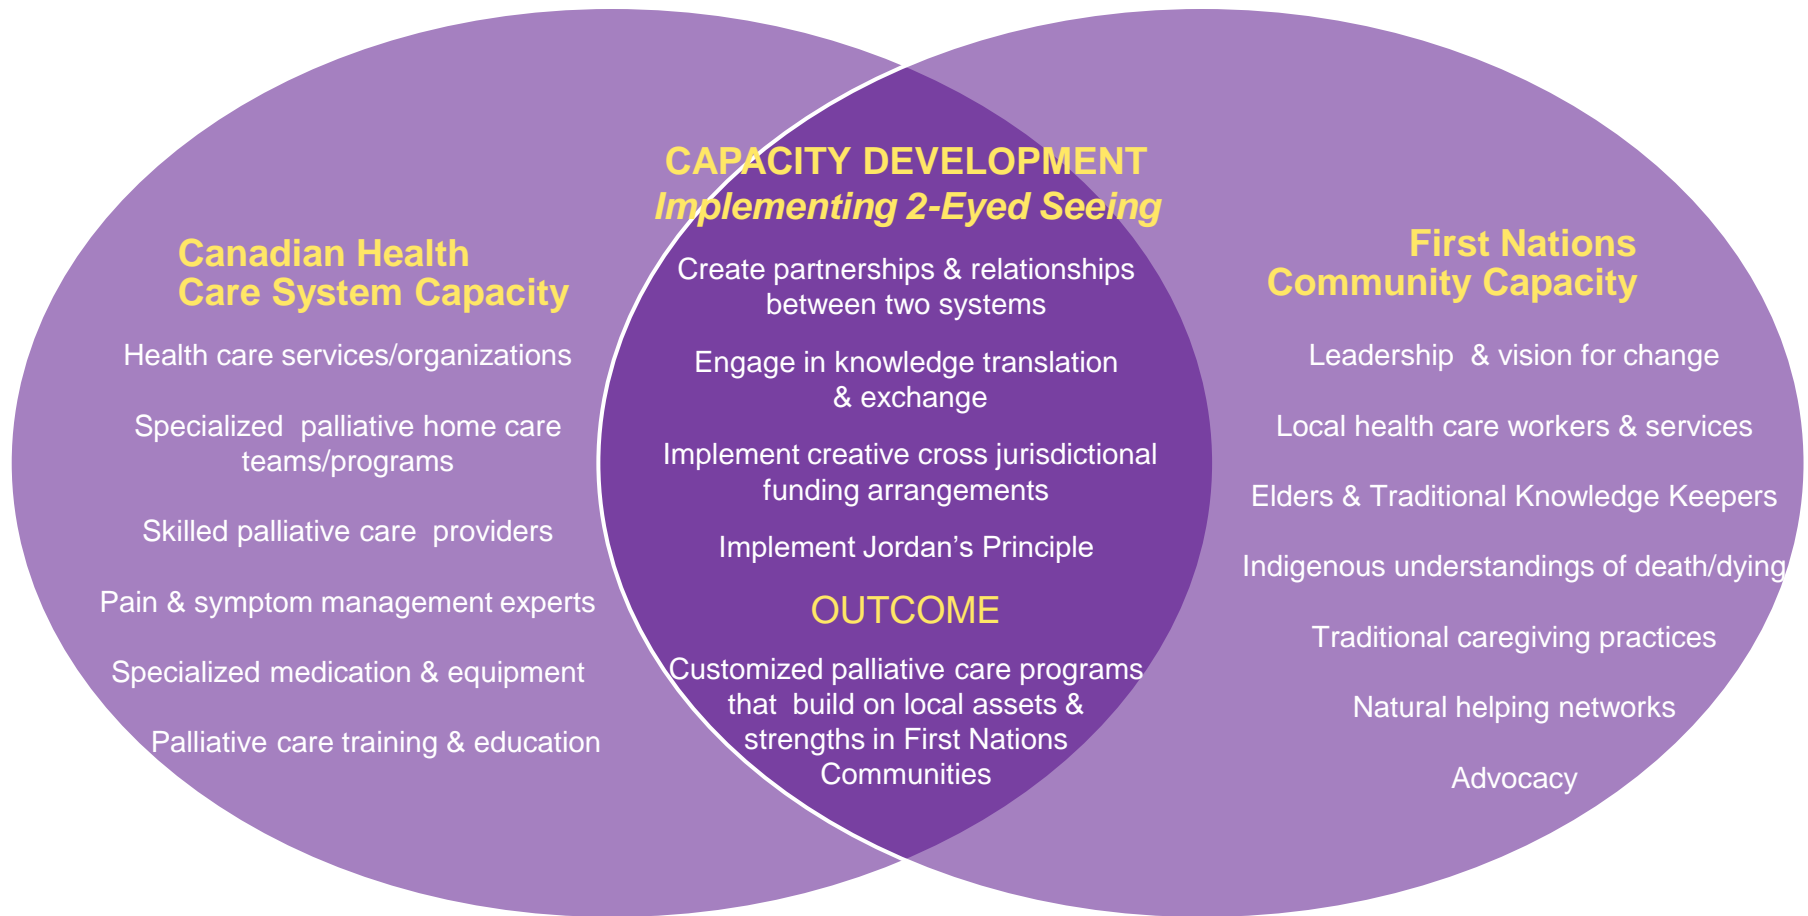 Canadian Health
Care System Capacity
Health care services/organizations
Specialized palliative home care
teams/programs
Skilled palliative care providers
Pain & symptom management experts
Specialized medication & equipment
Palliative care training & education
CAPACITY DEVELOPMENT
Implementing 2-Eyed Seeing
Create partnerships & relationships
between two systems
Engage in knowledge translation
& exchange
Implement creative cross jurisdictional
funding arrangements
Implement Jordan’s Principle
OUTCOME
Customized palliative care programs
that build on local assets &
strengths in First Nations
Communities
First Nations
Community Capacity
Leadership & vision for change
Local health care workers & services
Elders & Traditional Knowledge Keepers
Indigenous understandings of death/dying
Traditional caregiving practices
Natural helping networks
Advocacy